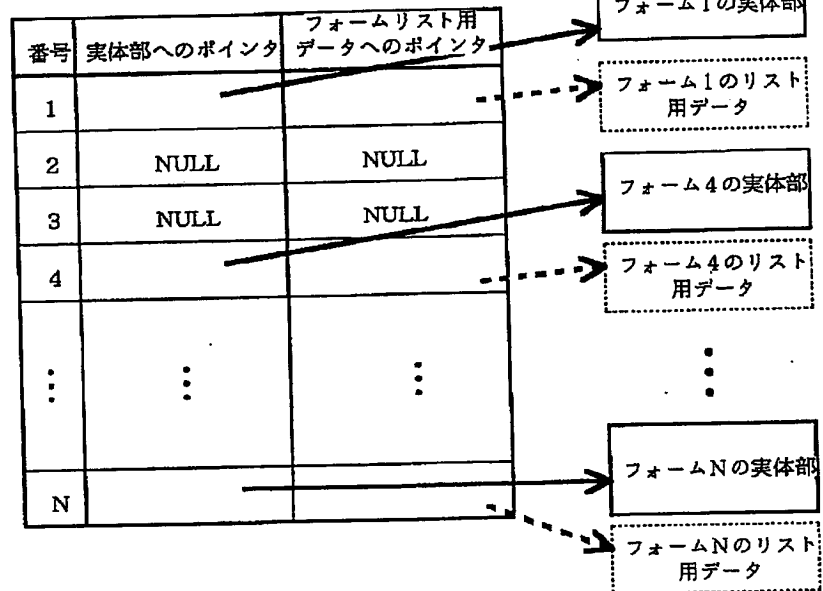 番号 実体部へのポインタ フォームリスト用
データへのポインタ
1
2 NULL NULL
3 NULL NULL
4
N
フォーム1の実体部
フォーム1のリスト
用データ
フォーム4の実体部
フォーム4のリスト
用データ
フォームNの実体部
フォームNのリスト
用データ